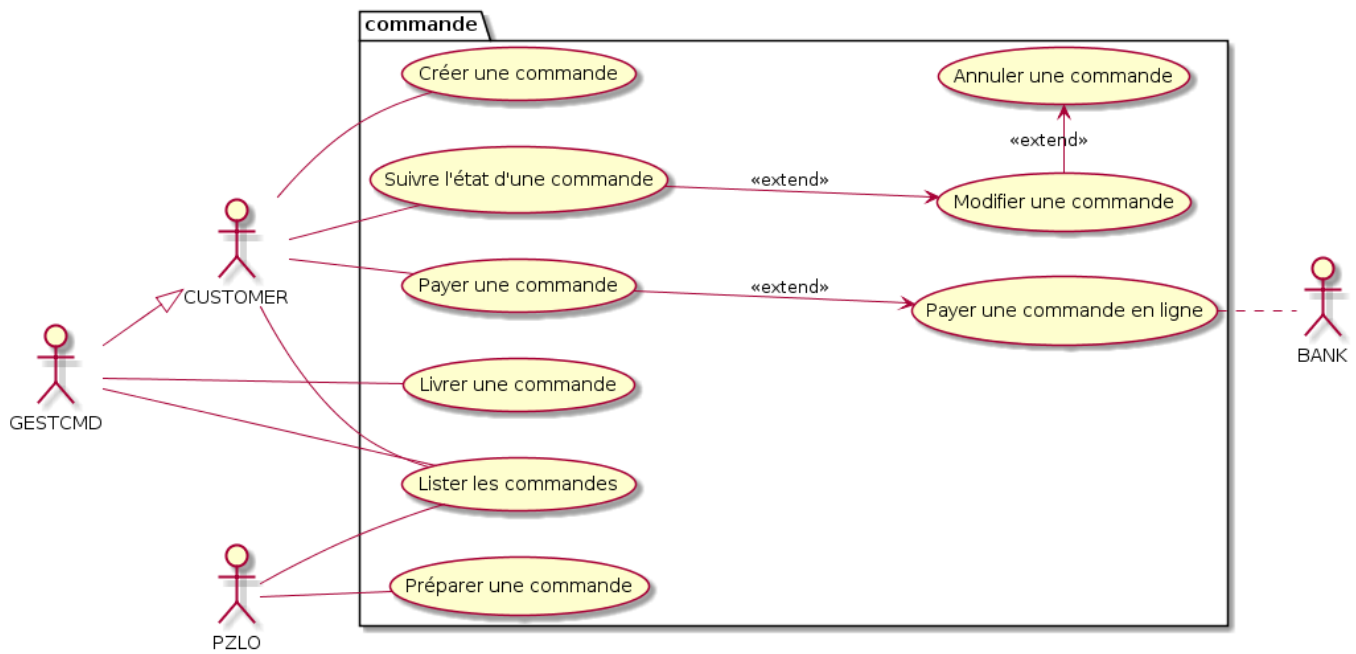 commande
Créer une commande
Annuler une commande
«extend»
Suivre l'état d'une commande
«extend»
Modifier une commande
CUSTOMER
Payer une commande
«extend»
Payer une commande en ligne
BANK
Livrer une commande
GESTCMD
Lister les commandes
Préparer une commande
PZLO